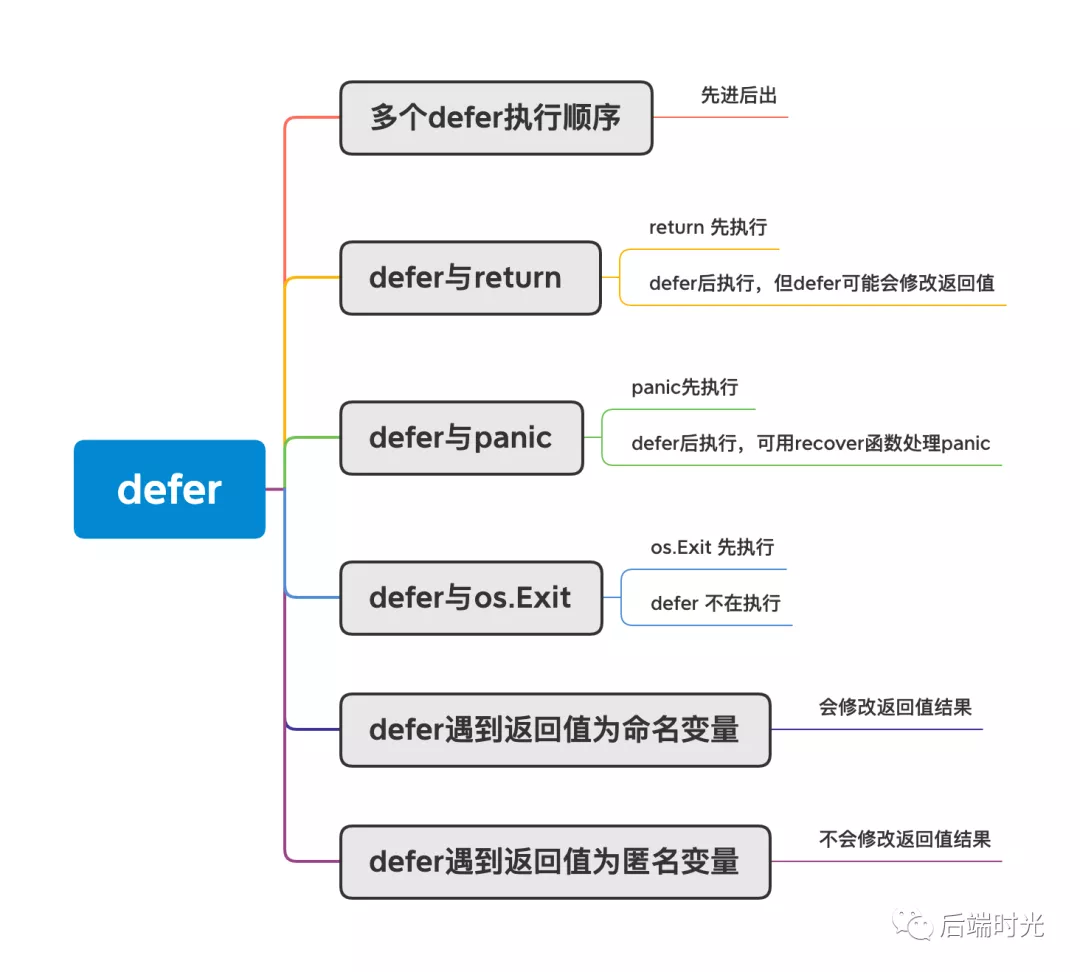 多个defer执行顺序
先进后出
defer与return
return 先执行
defer后执行，但defer可能会修改返回值
defer与panic
panic先执行
defer后执行，可用recover函数处理panic
defer
defer与os.Exit
os.Exit 先执行
defer 不在执行
defer遇到返回值为命名变量
会修改返回值结果
defer遇到返回值为匿名变量
不会修改返回值结果
后端时光